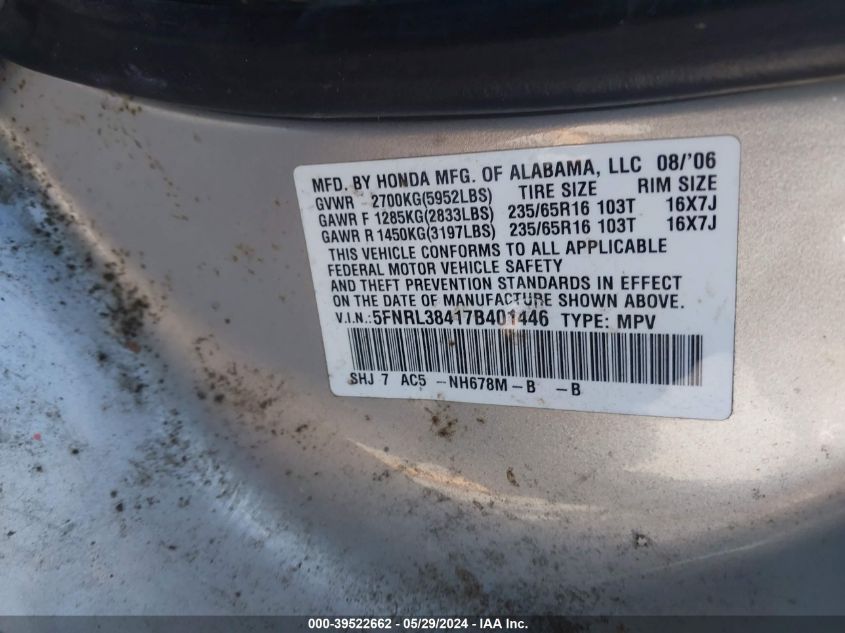 MFD. BY HONDA MFG. OF ALABAMA, LLC 08/'06
GVWR 2700KG(5952LBS) TIRE SIZE RIM SIZE
GAWR F 1285KG(2833LBS) 235/65R16 103T 16X7J
GAWR R 1450KG(3197LBS) 235/65R16 103T 16X7J
THIS VEHICLE CONFORMS TO ALL APPLICABLE
FEDERAL MOTOR VEHICLE SAFETY
AND THEFT PREVENTION STANDARDS IN EFFECT
ON THE DATE OF MANUFACTURE SHOWN ABOVE.
V.I.N.: 5FNRL38417B401446 TYPE: MPV
SHJ 7 AC5 -NH678M-B -B
000-39522662 - 05/29/2024 - IAA Inc.